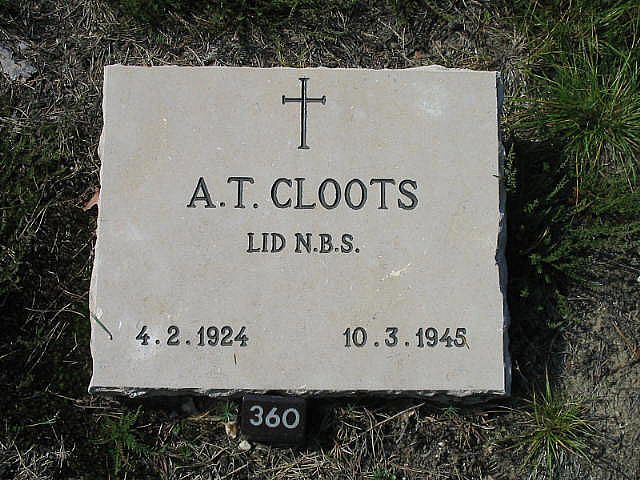 A.T. CLOOTS
LID N.B.S.
4.2.1924 10.3.1945
360